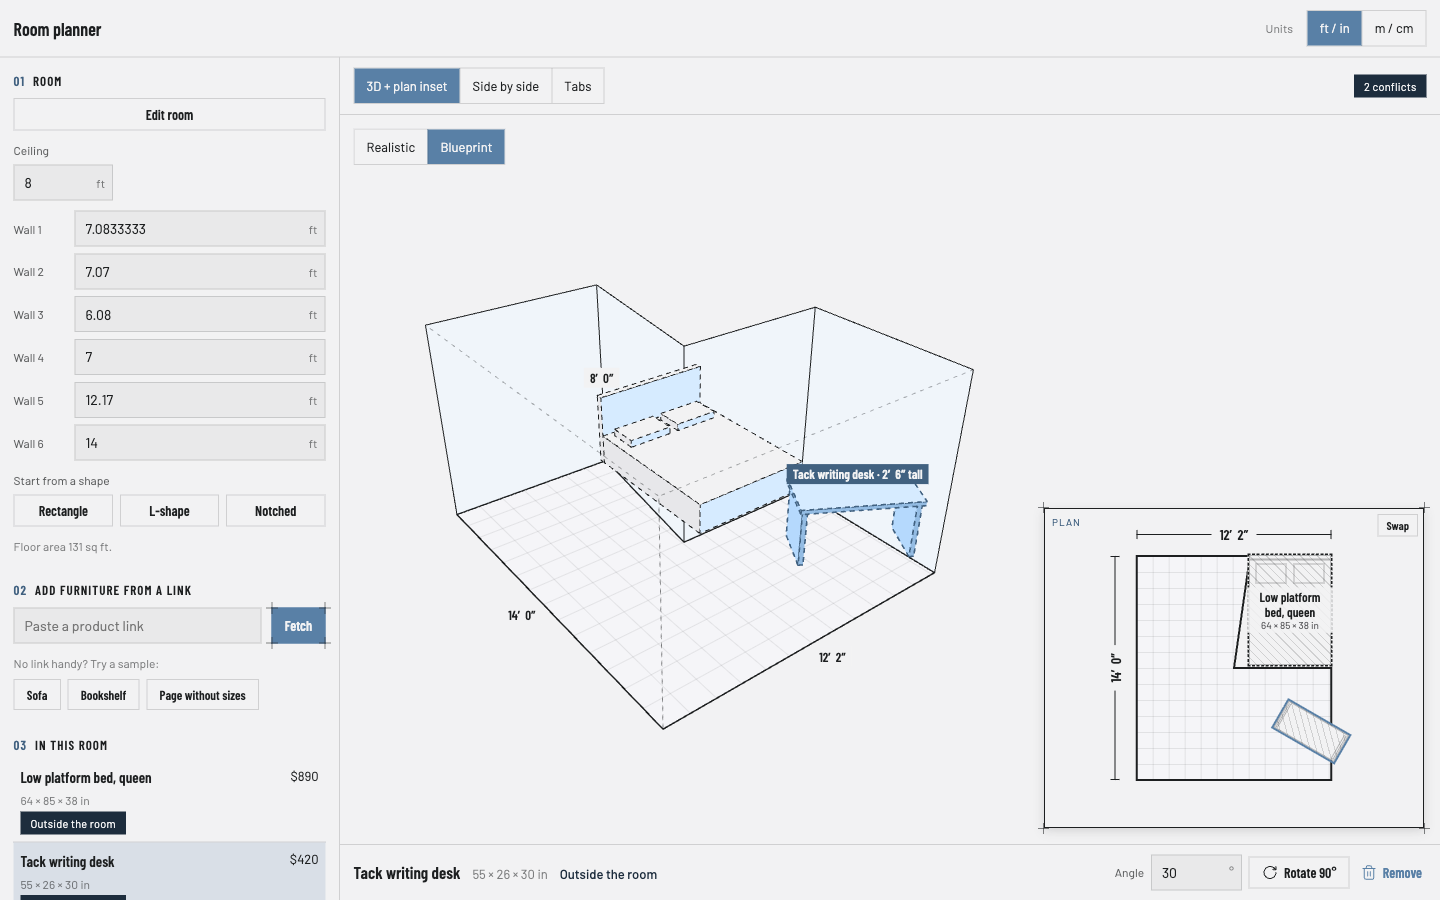 Room planner
Units
ft / in
m / cm
01 ROOM
Edit room
Ceiling
8 ft
Wall 1 7.0833333 ft
Wall 2 7.07 ft
Wall 3 6.08 ft
Wall 4 7 ft
Wall 5 12.17 ft
Wall 6 14 ft
Start from a shape
Rectangle
L-shape
Notched
Floor area 131 sq ft.
02 ADD FURNITURE FROM A LINK
Paste a product link
Fetch
No link handy? Try a sample:
Sofa
Bookshelf
Page without sizes
03 IN THIS ROOM
Low platform bed, queen $890
64 × 85 × 38 in
Outside the room
Tack writing desk $420
55 × 26 × 30 in
3D + plan inset
Side by side
Tabs
2 conflicts
Realistic
Blueprint
8′ 0″
Tack writing desk · 2′ 6″ tall
14′ 0″
12′ 2″
PLAN
Swap
12′ 2″
14′ 0″
Low platform
bed, queen
64 × 85 × 38 in
Tack writing desk 55 × 26 × 30 in Outside the room
Angle 30 °
Rotate 90°
Remove